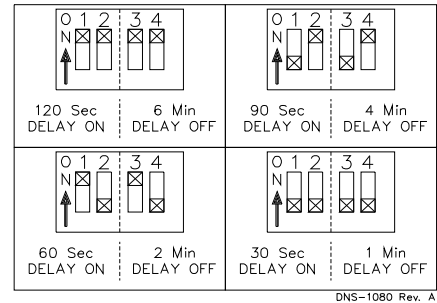 O 1 2 3 4
N
120 Sec DELAY ON
6 Min DELAY OFF
O 1 2 3 4
N
90 Sec DELAY ON
4 Min DELAY OFF
O 1 2 3 4
N
60 Sec DELAY ON
2 Min DELAY OFF
O 1 2 3 4
N
30 Sec DELAY ON
1 Min DELAY OFF
DNS-1080 Rev. A